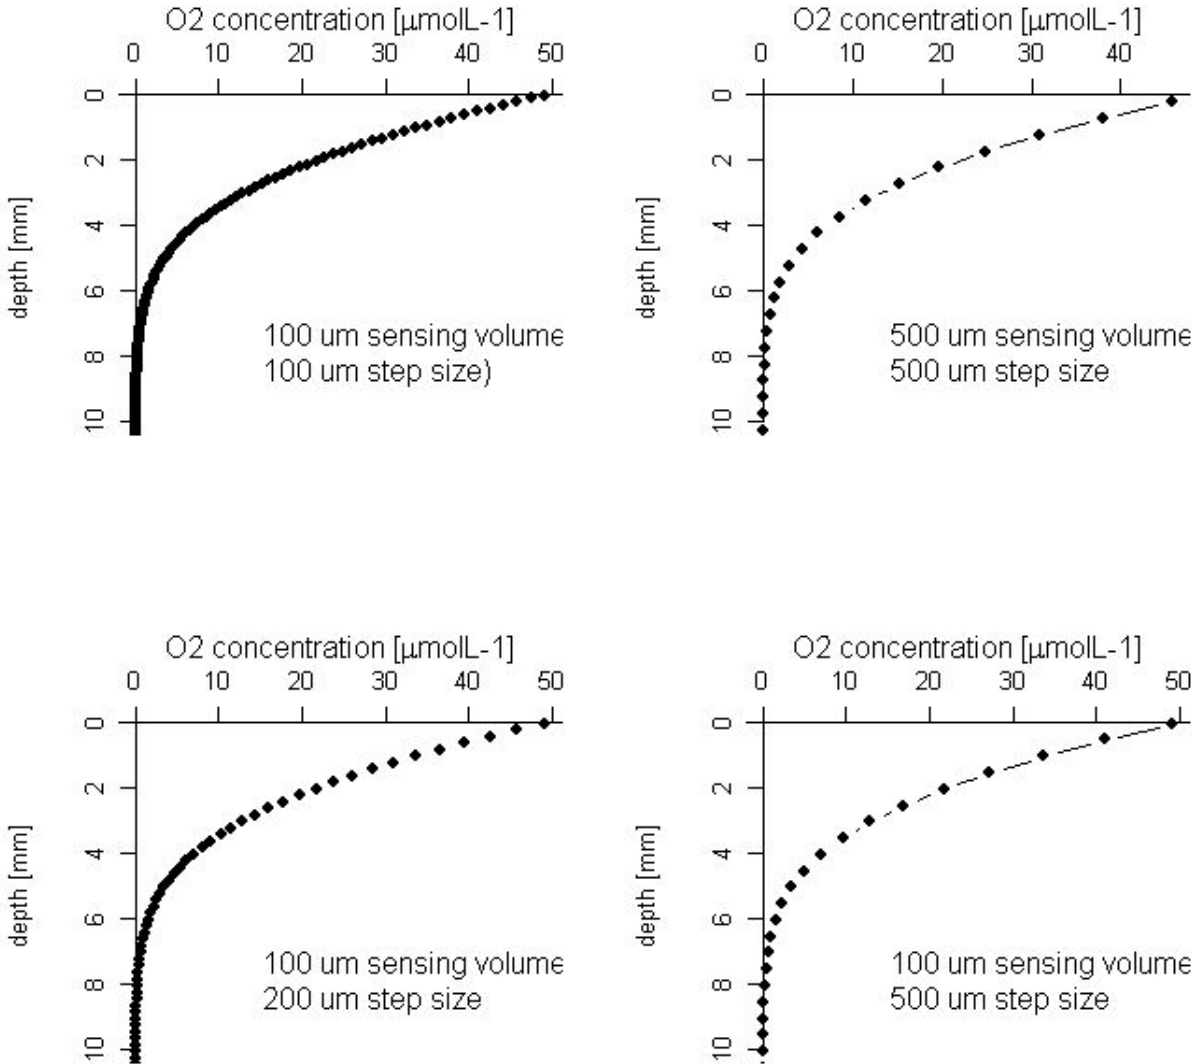 O2 concentration [μmolL-1]
0 10 20 30 40 50
0
2
4
6
8
10
depth [mm]
100 um sensing volume
100 um step size)
O2 concentration [μmolL-1]
0 10 20 30 40
0
2
4
6
8
10
depth [mm]
500 um sensing volume
500 um step size
O2 concentration [μmolL-1]
0 10 20 30 40 50
0
2
4
6
8
10
depth [mm]
100 um sensing volume
200 um step size
O2 concentration [μmolL-1]
0 10 20 30 40 50
0
2
4
6
8
10
depth [mm]
100 um sensing volume
500 um step size